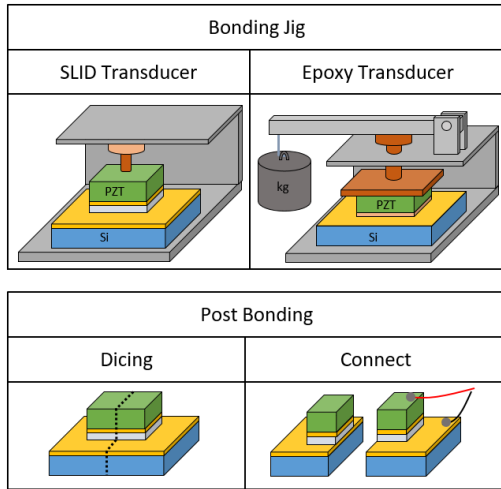 Bonding Jig
SLID Transducer
Epoxy Transducer
PZT
Si
kg
PZT
Si
Post Bonding
Dicing
Connect